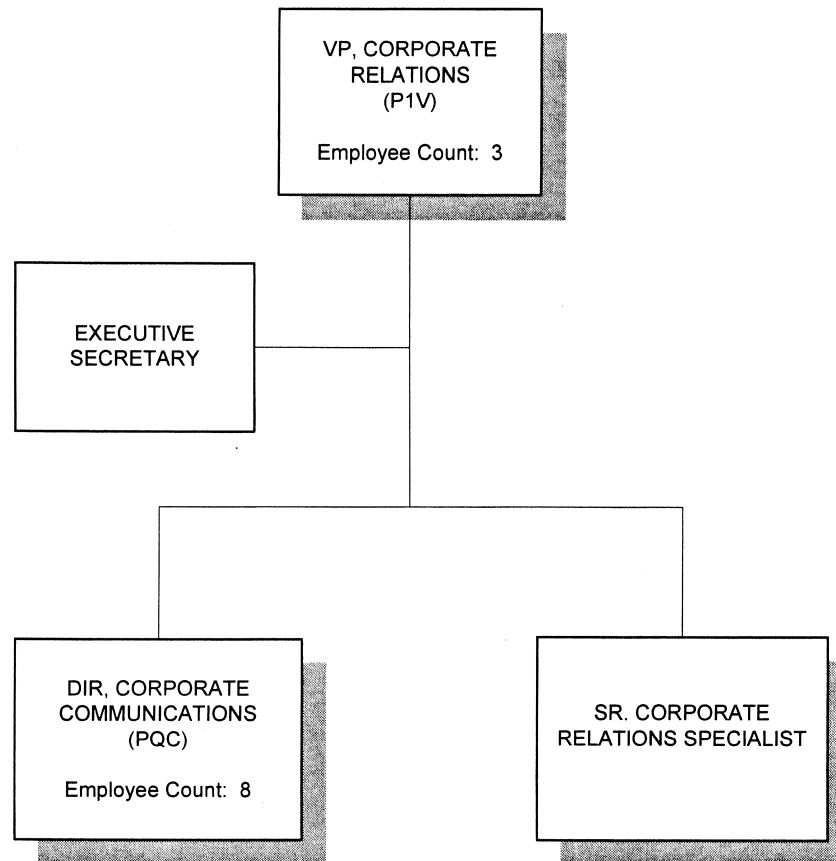 VP, CORPORATE
RELATIONS
(P1V)
Employee Count: 3
EXECUTIVE
SECRETARY
DIR, CORPORATE
COMMUNICATIONS
(PQC)
Employee Count: 8
SR. CORPORATE
RELATIONS SPECIALIST